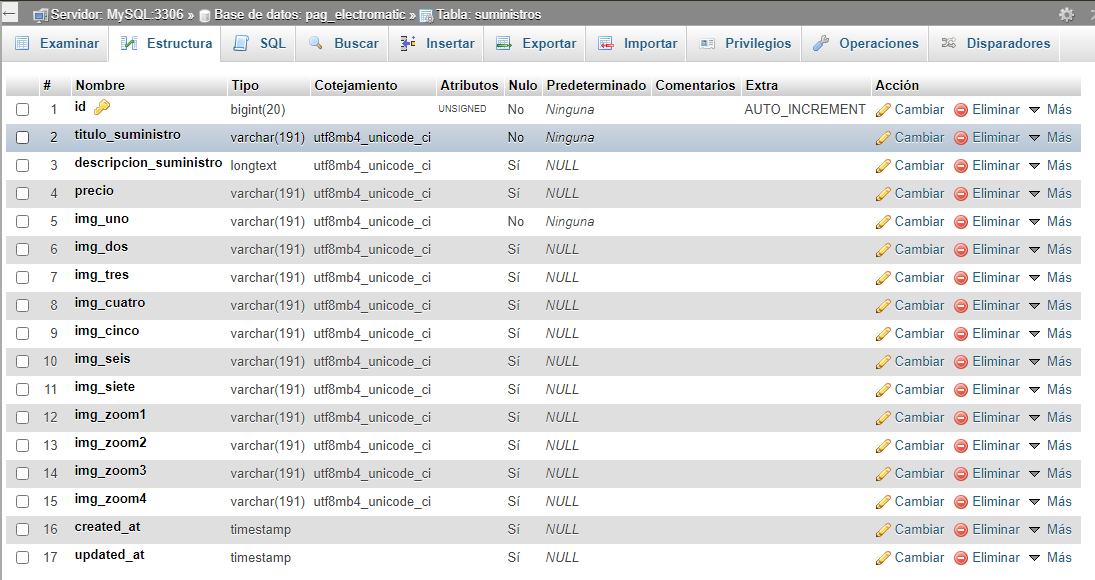 Servidor: MySQL:3306 » Base de datos: pag_electromatic » Tabla: suministros
Examinar Estructura SQL Buscar Insertar Exportar Importar Privilegios Operaciones Disparadores
# Nombre Tipo Cotejamiento Atributos Nulo Predeterminado Comentarios Extra Acción
1 id bigint(20) UNSIGNED No Ninguna AUTO_INCREMENT Cambiar Eliminar Más
2 titulo_suministro varchar(191) utf8mb4_unicode_ci No Ninguna Cambiar Eliminar Más
3 descripcion_suministro longtext utf8mb4_unicode_ci Sí NULL Cambiar Eliminar Más
4 precio varchar(191) utf8mb4_unicode_ci Sí NULL Cambiar Eliminar Más
5 img_uno varchar(191) utf8mb4_unicode_ci No Ninguna Cambiar Eliminar Más
6 img_dos varchar(191) utf8mb4_unicode_ci Sí NULL Cambiar Eliminar Más
7 img_tres varchar(191) utf8mb4_unicode_ci Sí NULL Cambiar Eliminar Más
8 img_cuatro varchar(191) utf8mb4_unicode_ci Sí NULL Cambiar Eliminar Más
9 img_cinco varchar(191) utf8mb4_unicode_ci Sí NULL Cambiar Eliminar Más
10 img_seis varchar(191) utf8mb4_unicode_ci Sí NULL Cambiar Eliminar Más
11 img_siete varchar(191) utf8mb4_unicode_ci Sí NULL Cambiar Eliminar Más
12 img_zoom1 varchar(191) utf8mb4_unicode_ci Sí NULL Cambiar Eliminar Más
13 img_zoom2 varchar(191) utf8mb4_unicode_ci Sí NULL Cambiar Eliminar Más
14 img_zoom3 varchar(191) utf8mb4_unicode_ci Sí NULL Cambiar Eliminar Más
15 img_zoom4 varchar(191) utf8mb4_unicode_ci Sí NULL Cambiar Eliminar Más
16 created_at timestamp Sí NULL Cambiar Eliminar Más
17 updated_at timestamp Sí NULL Cambiar Eliminar Más